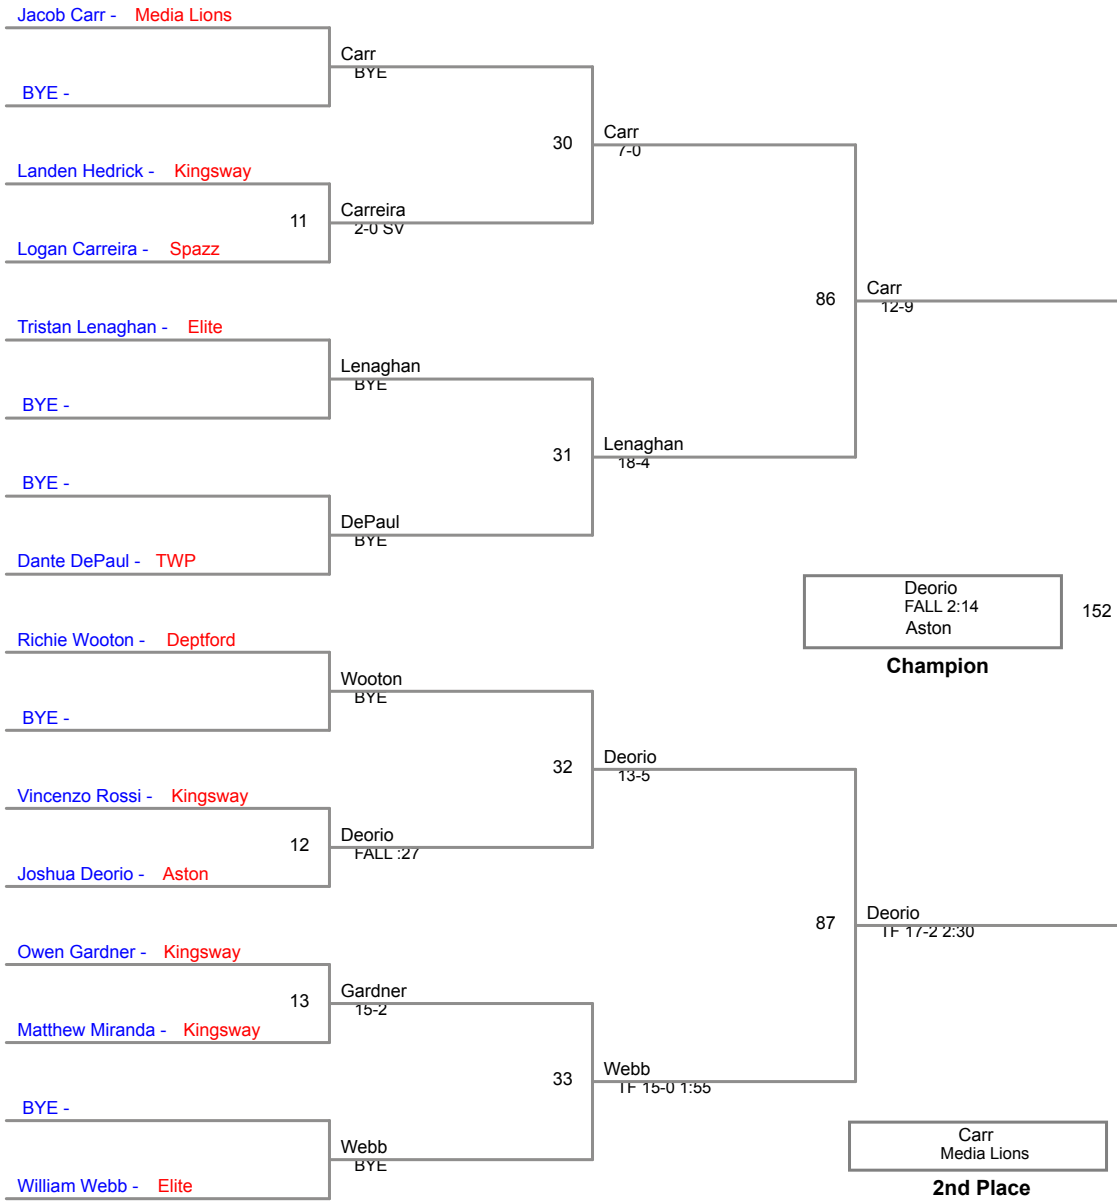 Jacob Carr - Media Lions
Carr
BYE
BYE -
30
Carr
7-0
Landen Hedrick - Kingsway
11
Carreira
2-0 SV
Logan Carreira - Spazz
86
Carr
12-9
Tristan Lenaghan - Elite
Lenaghan
BYE
BYE -
31
Lenaghan
18-4
BYE -
DePaul
BYE
Dante DePaul - TWP
Deorio
FALL 2:14
Aston
152
Champion
Richie Wooton - Deptford
Wooton
BYE
BYE -
32
Deorio
13-5
Vincenzo Rossi - Kingsway
12
Deorio
FALL :27
Joshua Deorio - Aston
87
Deorio
TF 17-2 2:30
Owen Gardner - Kingsway
13
Gardner
15-2
Matthew Miranda - Kingsway
33
Webb
TF 15-0 1:55
BYE -
Webb
BYE
William Webb - Elite
Carr
Media Lions
2nd Place